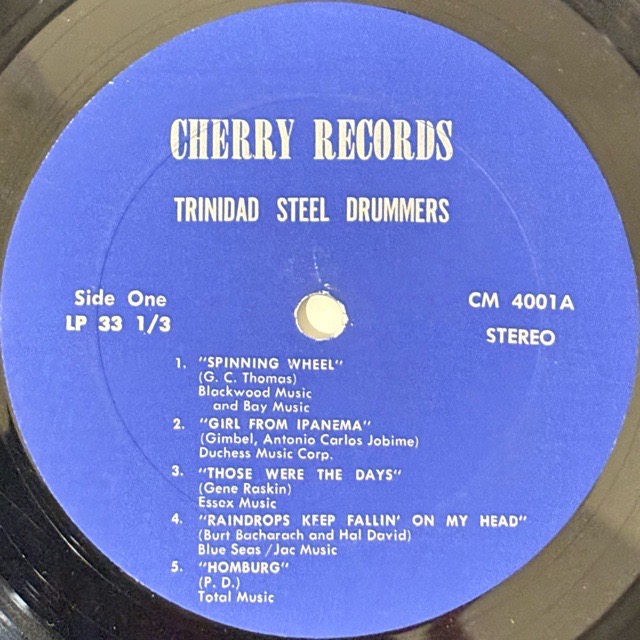 CHERRY RECORDS
TRINIDAD STEEL DRUMMERS
Side One
LP 33 1/3
CM 4001A
STEREO
1. "SPINNING WHEEL"
(G. C. Thomas)
Blackwood Music
and Bay Music
2. "GIRL FROM IPANEMA"
(Gimbel, Antonio Carlos Jobime)
Duchess Music Corp.
3. "THOSE WERE THE DAYS"
(Gene Raskin)
Essex Music
4. "RAINDROPS KEEP FALLIN' ON MY HEAD"
(Burt Bacharach and Hal David)
Blue Seas / Jac Music
5. "HOMBURG"
(P. D.)
Total Music